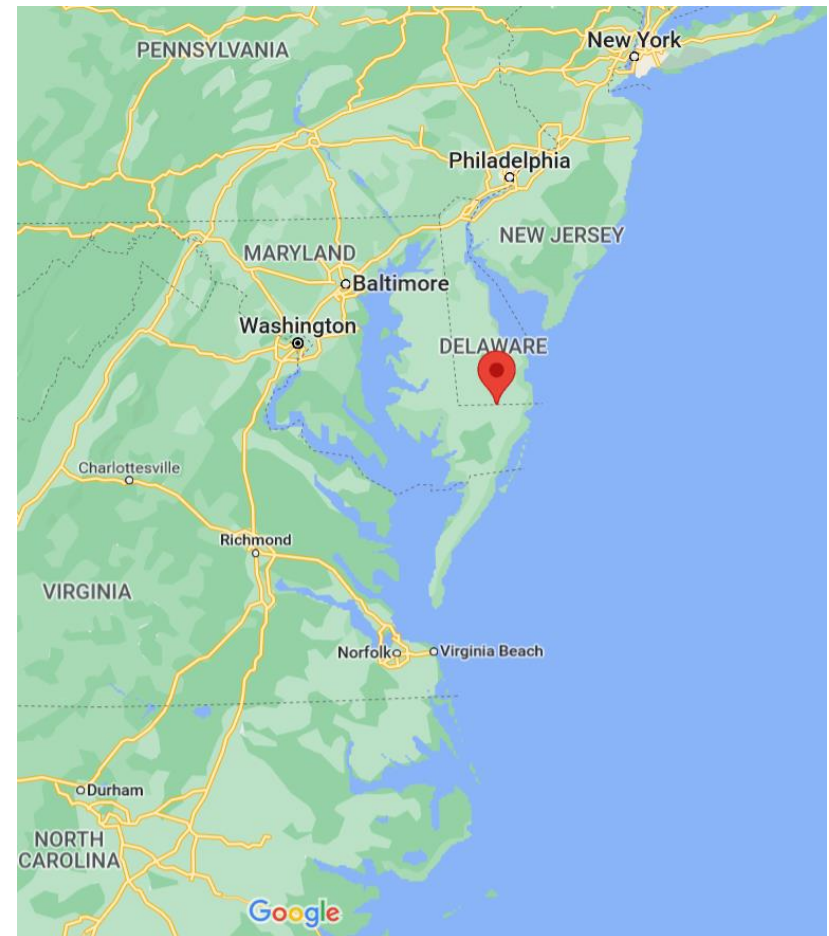 New York
PENNSYLVANIA
Philadelphia
NEW JERSEY
MARYLAND
Baltimore
Washington
DELAWARE
Charlottesville
Richmond
VIRGINIA
Norfolk
Virginia Beach
Durham
NORTH
CAROLINA
Google